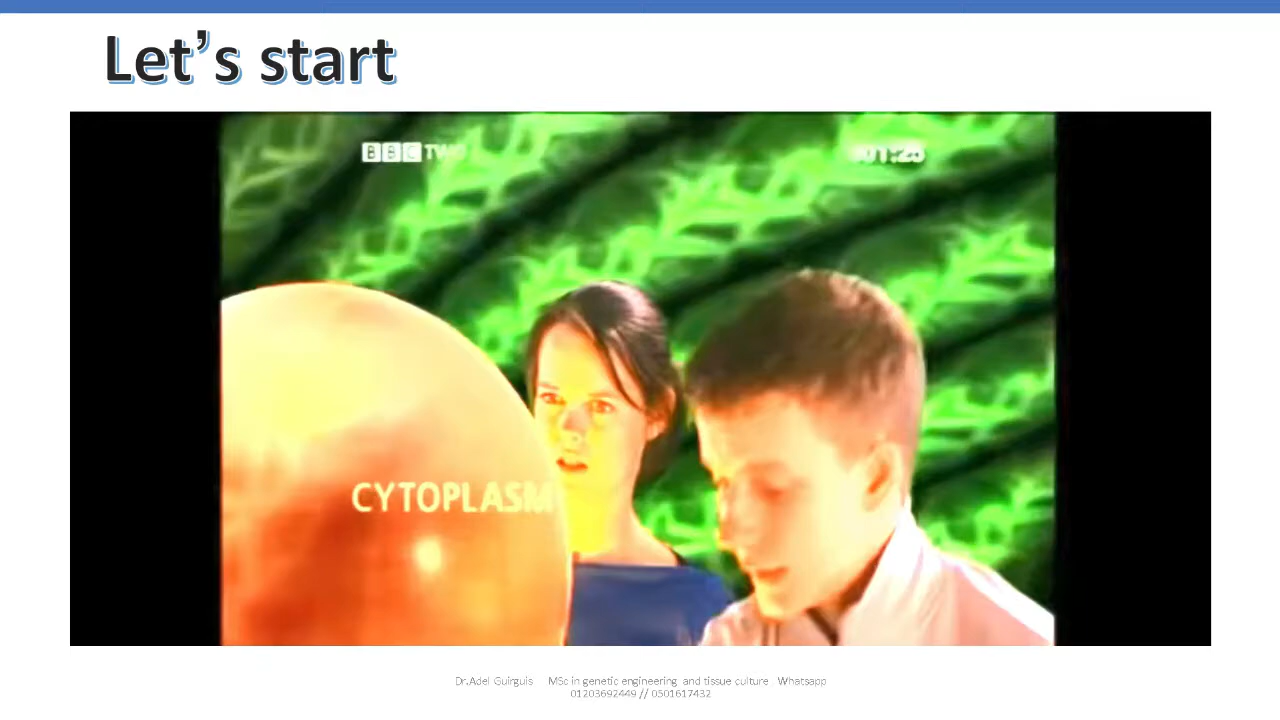 Let's start
BBC TWO
CYTOPLASM
Dr.Adel Guirguis MSc in genetic engineering and tissue culture Whatsapp
01203692449 // 0501617432